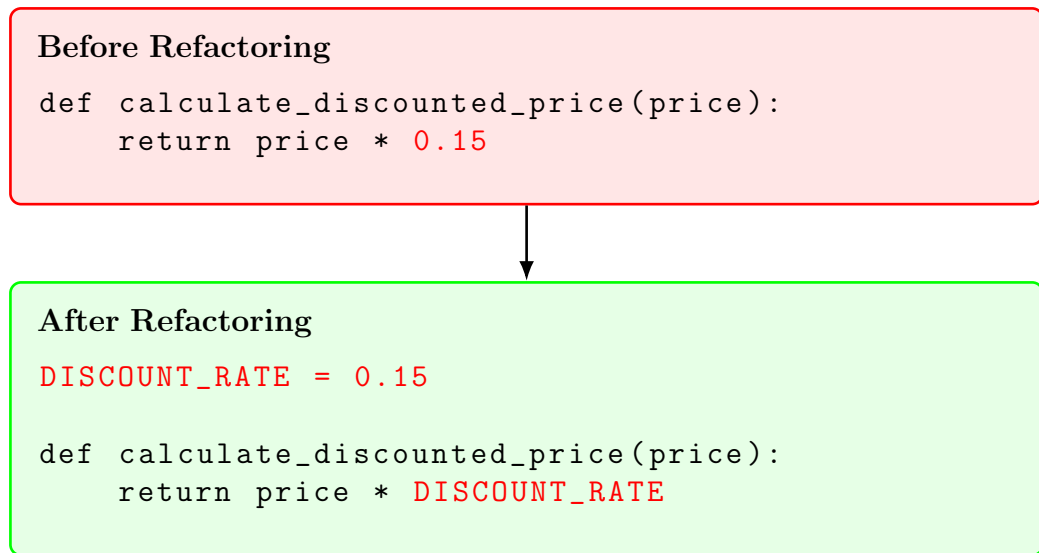 Before Refactoring
def calculate_discounted_price(price):
    return price * 0.15
After Refactoring
DISCOUNT_RATE = 0.15
def calculate_discounted_price(price):
    return price * DISCOUNT_RATE